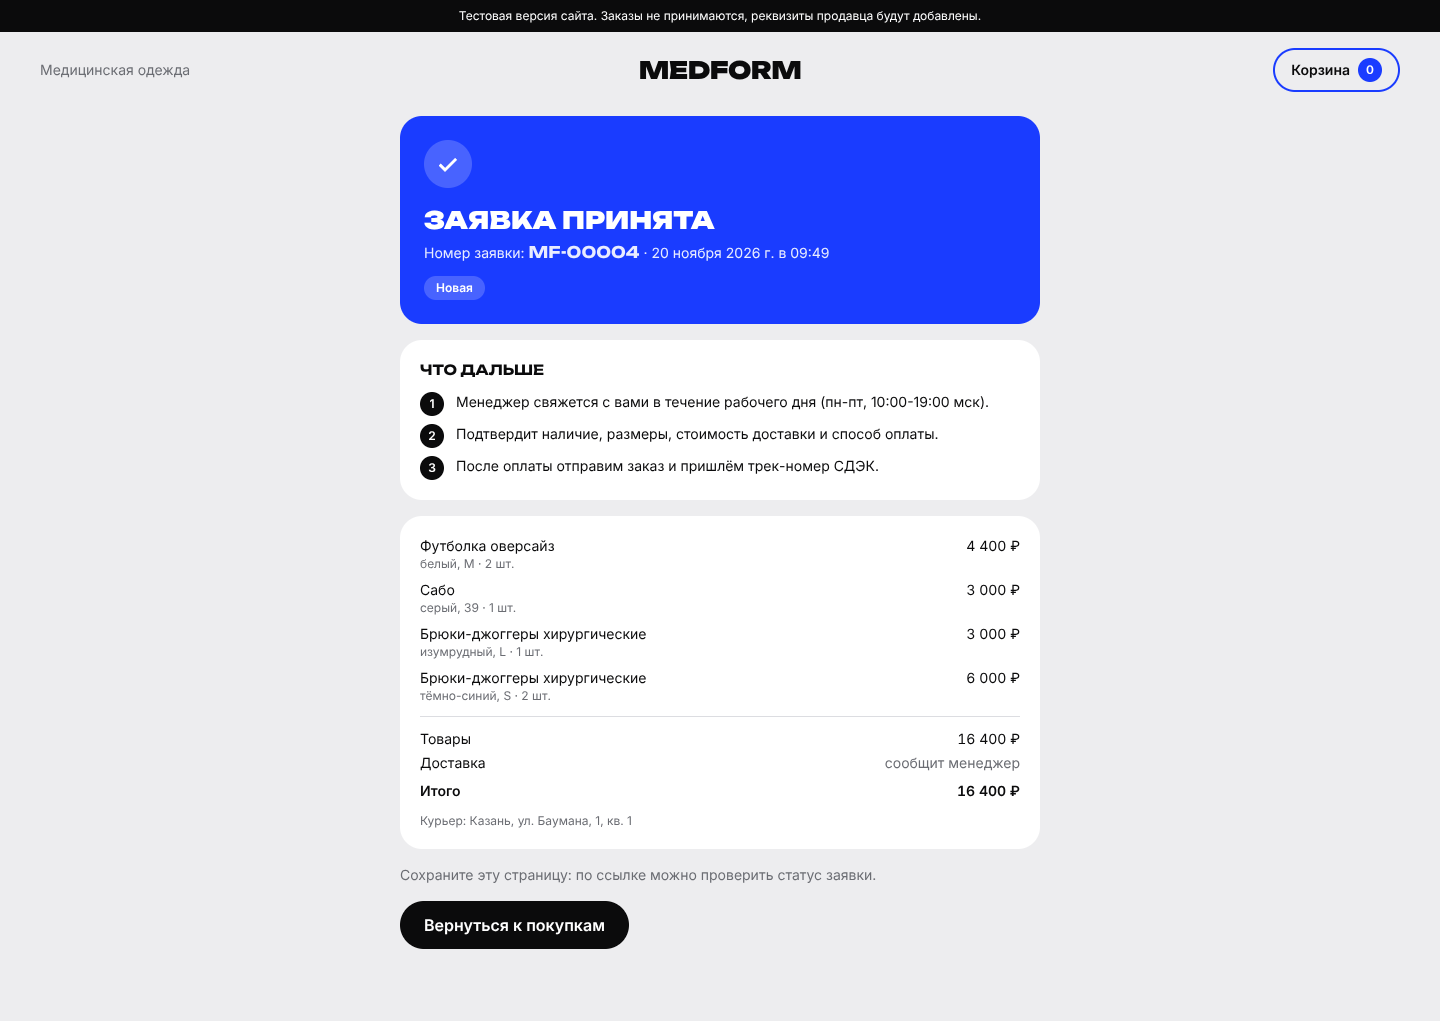 Тестовая версия сайта. Заказы не принимаются, реквизиты продавца будут добавлены.
Медицинская одежда
MEDFORM
Корзина 0
ЗАЯВКА ПРИНЯТА
Номер заявки: MF-00004 · 20 ноября 2026 г. в 09:49
Новая
ЧТО ДАЛЬШЕ
1 Менеджер свяжется с вами в течение рабочего дня (пн-пт, 10:00-19:00 мск).
2 Подтвердит наличие, размеры, стоимость доставки и способ оплаты.
3 После оплаты отправим заказ и пришлём трек-номер СДЭК.
Футболка оверсайз 4 400 ₽
белый, M · 2 шт.
Сабо 3 000 ₽
серый, 39 · 1 шт.
Брюки-джоггеры хирургические 3 000 ₽
изумрудный, L · 1 шт.
Брюки-джоггеры хирургические 6 000 ₽
тёмно-синий, S · 2 шт.
Товары 16 400 ₽
Доставка сообщит менеджер
Итого 16 400 ₽
Курьер: Казань, ул. Баумана, 1, кв. 1
Сохраните эту страницу: по ссылке можно проверить статус заявки.
Вернуться к покупкам